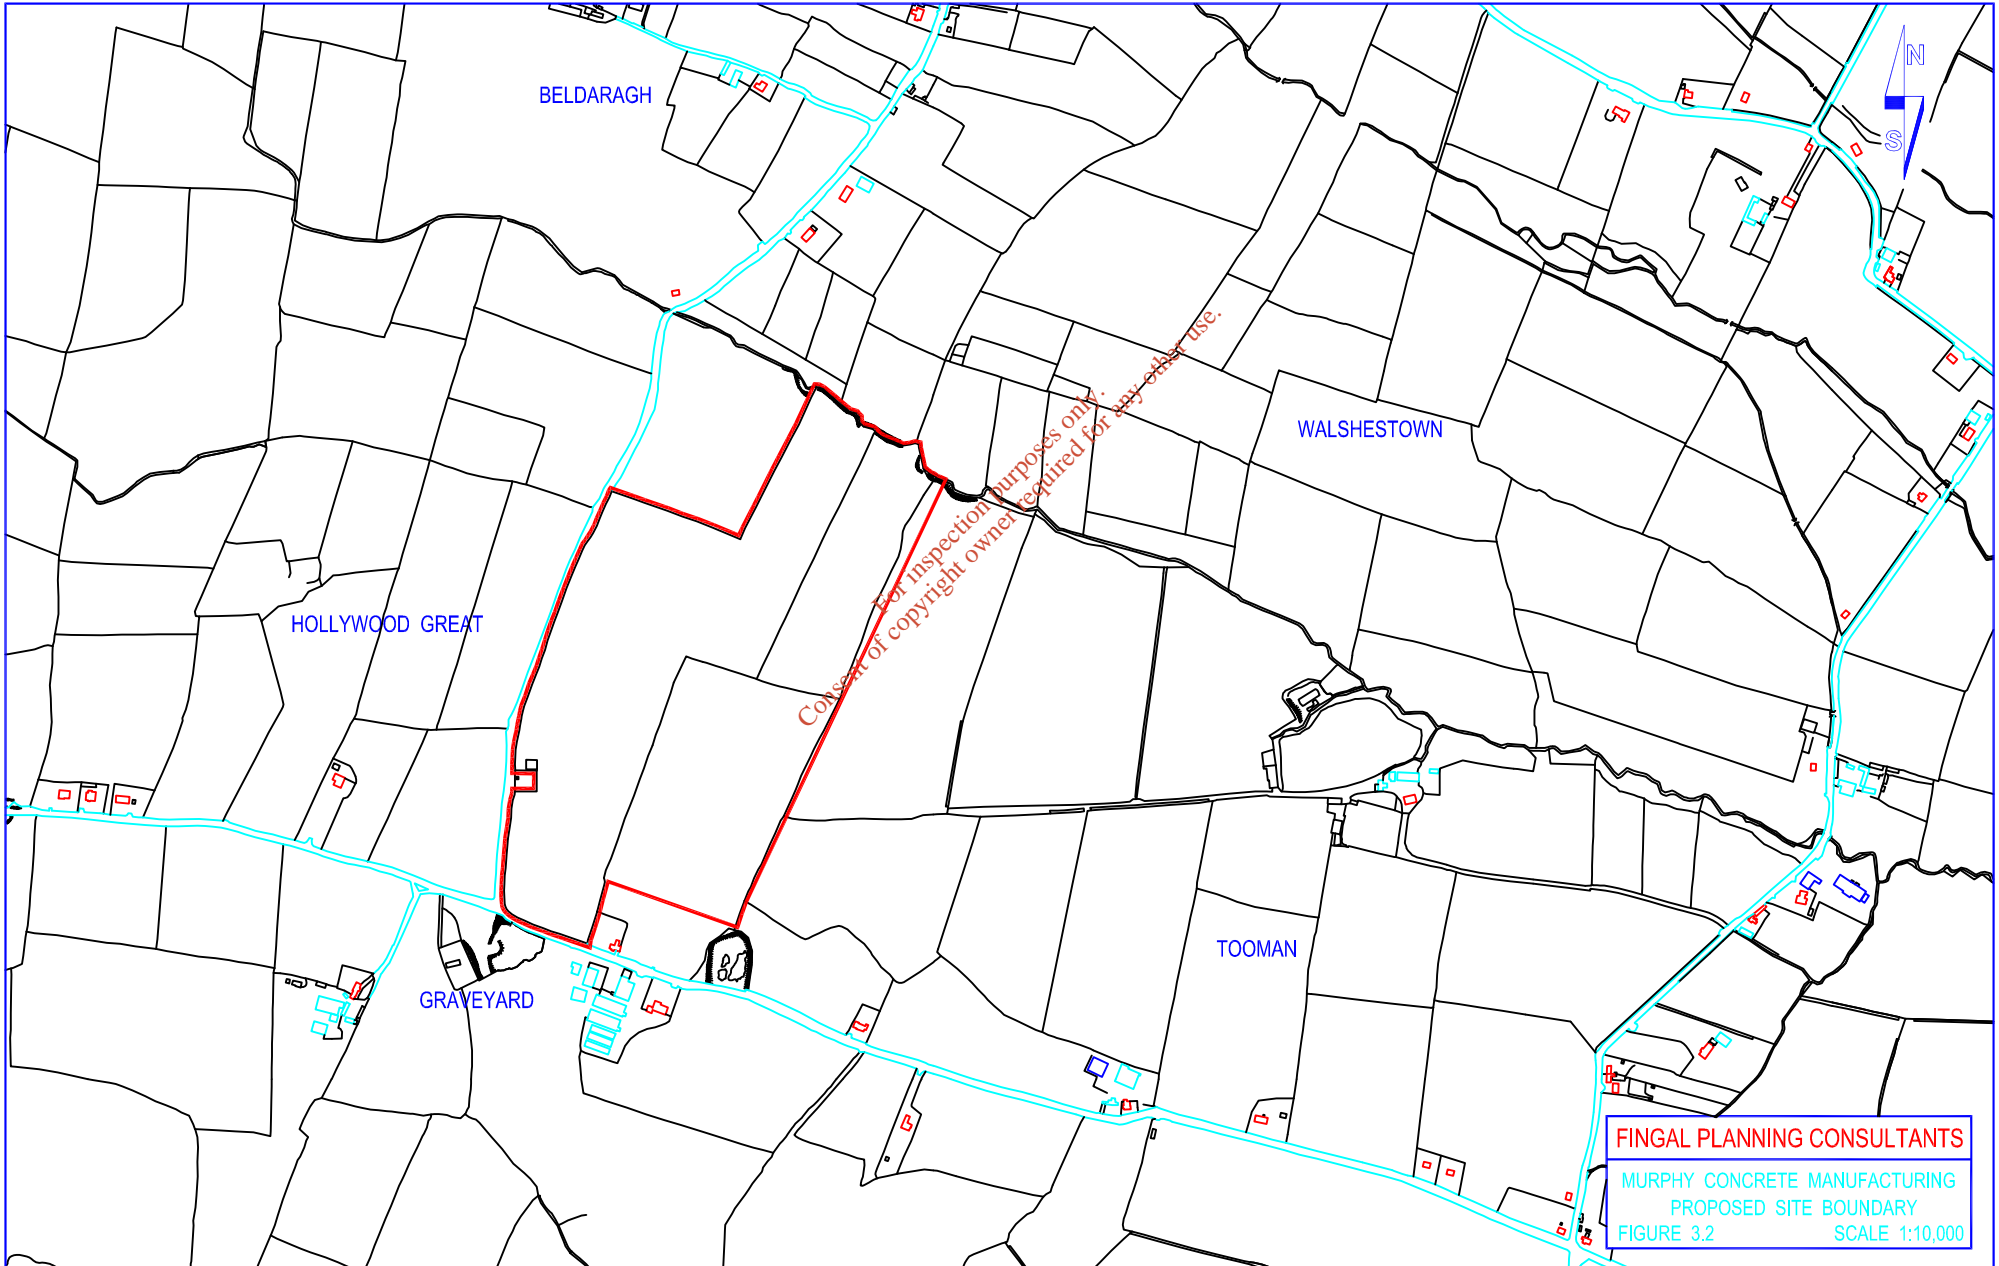 BELDARAGH
N
S
For inspection purposes only.
Consent of copyright owner required for any other use.
WALSHESTOWN
HOLLYWOOD GREAT
TOOMAN
GRAVEYARD
FINGAL PLANNING CONSULTANTS
MURPHY CONCRETE MANUFACTURING
PROPOSED SITE BOUNDARY
FIGURE 3.2 SCALE 1:10,000